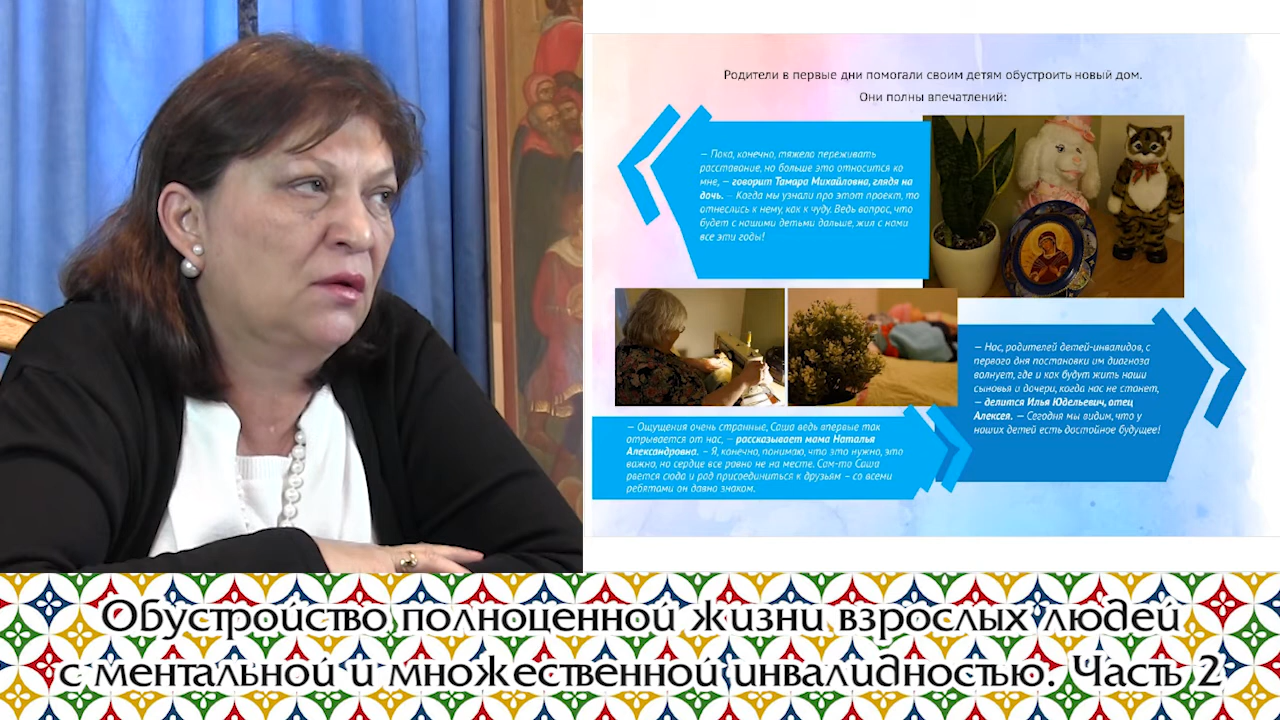 Родители в первые дни помогали своим детям обустроить новый дом.
Они полны впечатлений:
— Пока, конечно, тяжело переживать
расставание, но больше это относится ко
мне, — говорит Тамара Михайловна, глядя на
дочь. — Когда мы узнали про этот проект, то
отнеслись к нему, как к чуду. Ведь вопрос, что
будет с нашими детьми дальше, жил с нами
все эти годы!
— Нас, родителей детей-инвалидов, с
первого дня постановки им диагноза
волнует, где и как будут жить наши
сыновья и дочери, когда нас не станет,
— делится Илья Юдельевич, отец
Алексея. — Сегодня мы видим, что у
наших детей есть достойное будущее!
— Ощущения очень странные, Саша ведь впервые так
отрывается от нас, — рассказывает мама Наталья
Александровна. – Я, конечно, понимаю, что это нужно, это
важно, но сердце все равно не на месте. Сам-то Саша
рвется сюда и рад присоединиться к друзьям – со всеми
ребятами он давно знаком.
Обустройство полноценной жизни взрослых людей
с ментальной и множественной инвалидностью. Часть 2